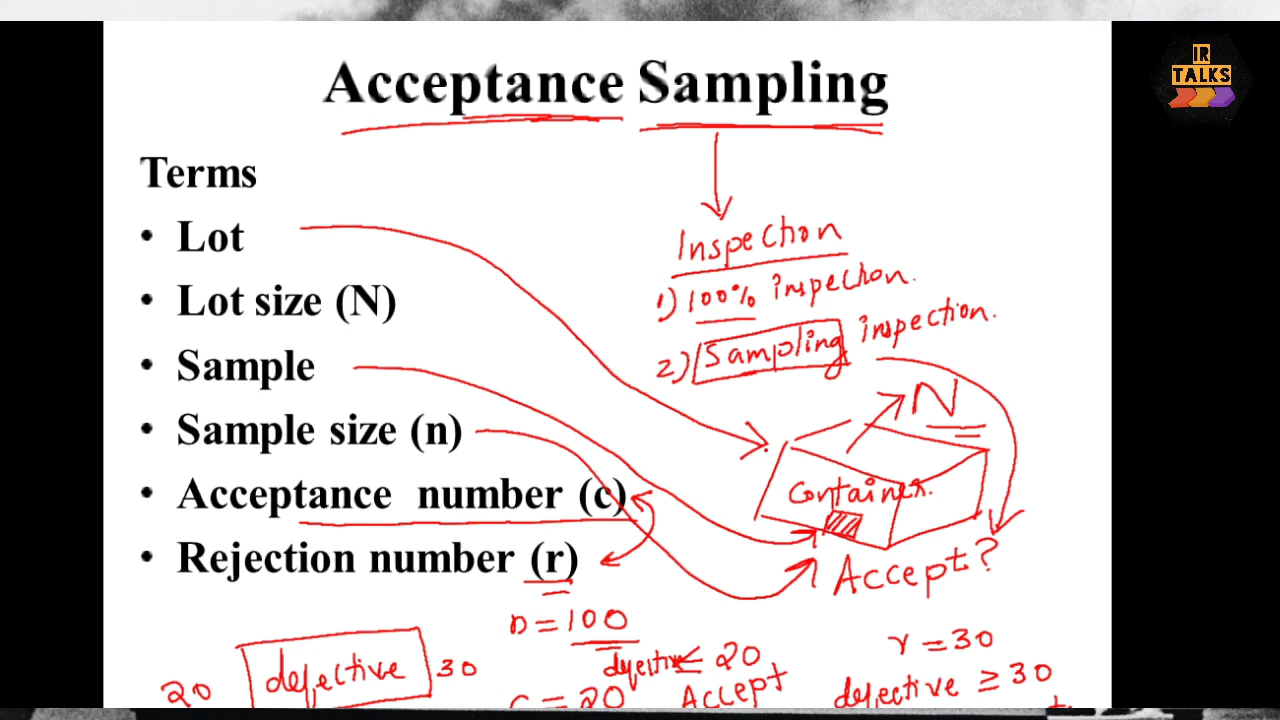 IR
TALKS
Acceptance Sampling
Terms
• Lot
• Lot size (N)
• Sample
• Sample size (n)
• Acceptance number (c)
• Rejection number (r)
Inspection
1) 100% inspection.
2) Sampling inspection.
N
Container.
Accept?
n = 100
defective ≤ 20
c = 20 Accept
20 defective 30
r = 30
defective ≥ 30